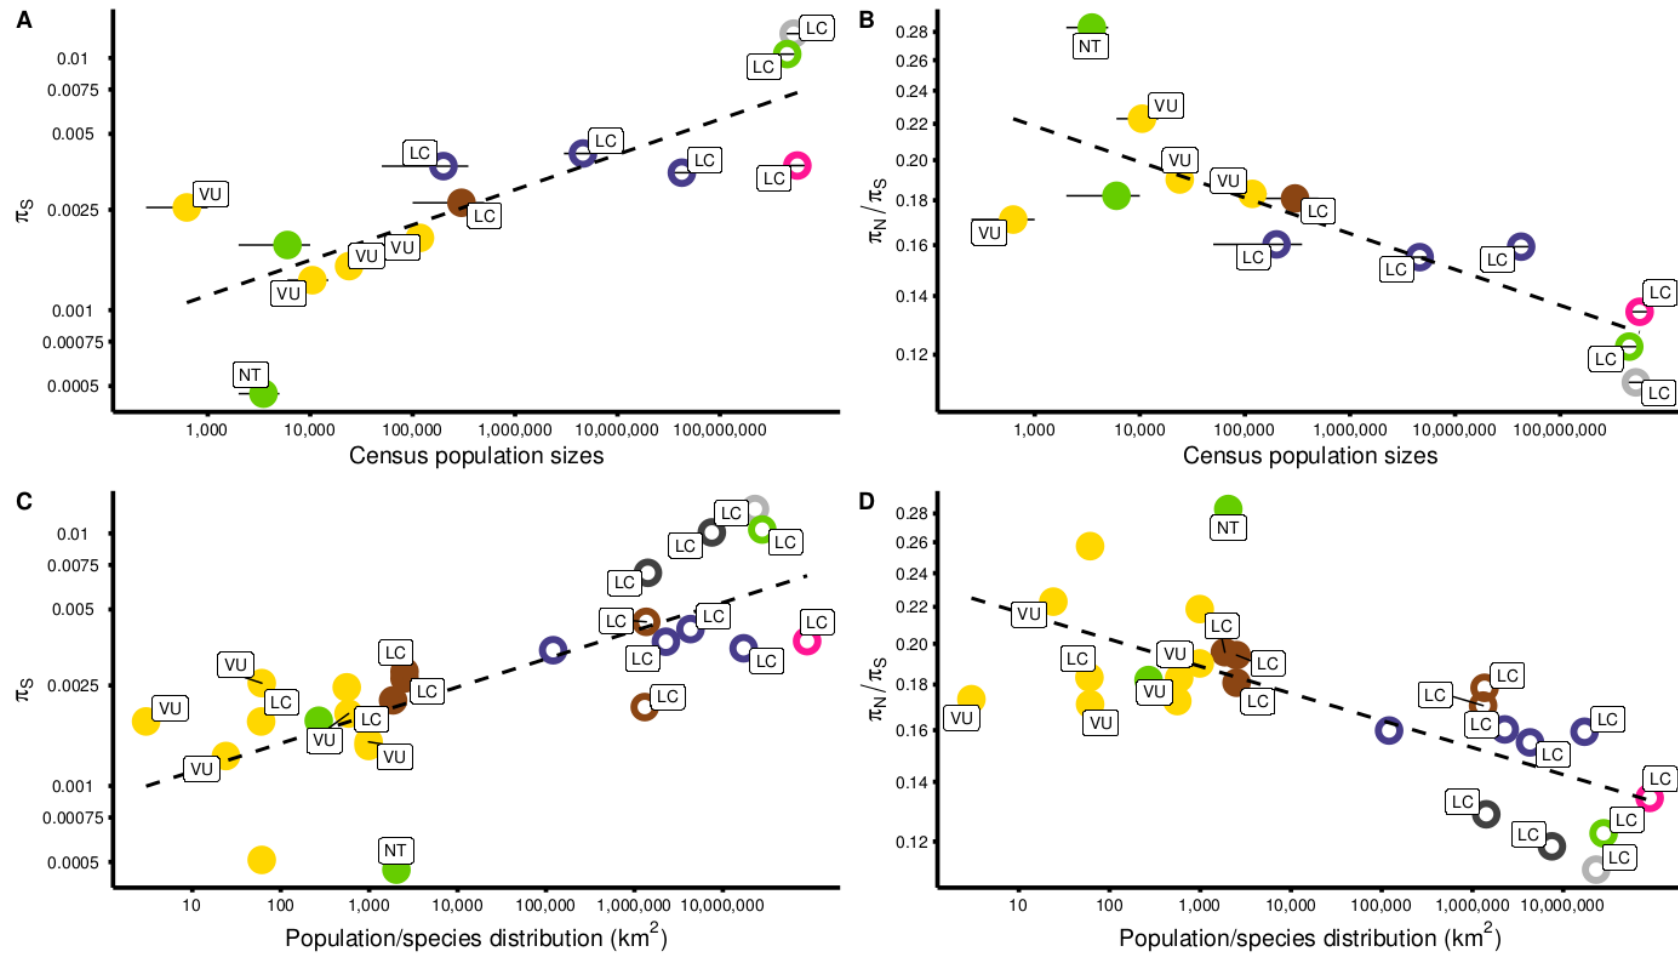 A
πS
0.01
0.0075
0.005
0.0025
0.001
0.00075
0.0005
LC
LC
LC
LC
LC
LC
VU
LC
VU
VU
VU
NT
1,000
10,000
100,000
1,000,000
10,000,000
100,000,000
Census population sizes
B
πN/πS
0.28
0.26
0.24
0.22
0.20
0.18
0.16
0.14
0.12
NT
VU
VU
VU
VU
LC
LC
LC
LC
LC
LC
LC
1,000
10,000
100,000
1,000,000
10,000,000
100,000,000
Census population sizes
C
πS
0.01
0.0075
0.005
0.0025
0.001
0.00075
0.0005
LC
LC
LC
LC
LC
LC
LC
LC
LC
LC
LC
VU
LC
LC
VU
LC
VU
VU
VU
NT
10
100
1,000
10,000
100,000
1,000,000
10,000,000
Population/species distribution (km2)
D
πN/πS
0.28
0.26
0.24
0.22
0.20
0.18
0.16
0.14
0.12
NT
VU
LC
LC
VU
LC
VU
LC
VU
VU
LC
LC
LC
LC
LC
LC
LC
LC
LC
LC
10
100
1,000
10,000
100,000
1,000,000
10,000,000
Population/species distribution (km2)